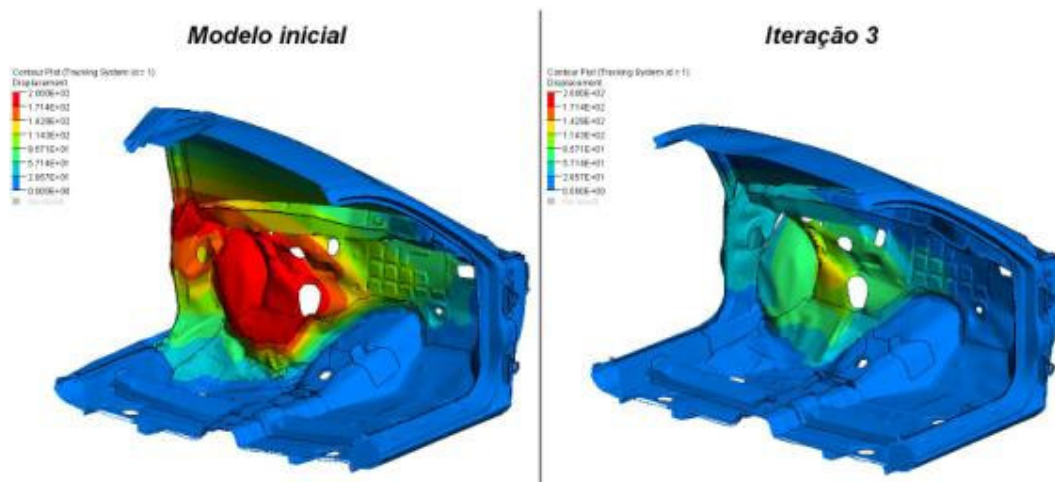 Modelo inicial
Contour Plot (Tracking System id = 1)
Displacement
2.000E+02
1.714E+02
1.429E+02
1.143E+02
8.571E+01
5.714E+01
2.857E+01
0.000E+00
Iteração 3
Contour Plot (Tracking System id = 1)
Displacement
2.000E+02
1.714E+02
1.429E+02
1.143E+02
8.571E+01
5.714E+01
2.857E+01
0.000E+00